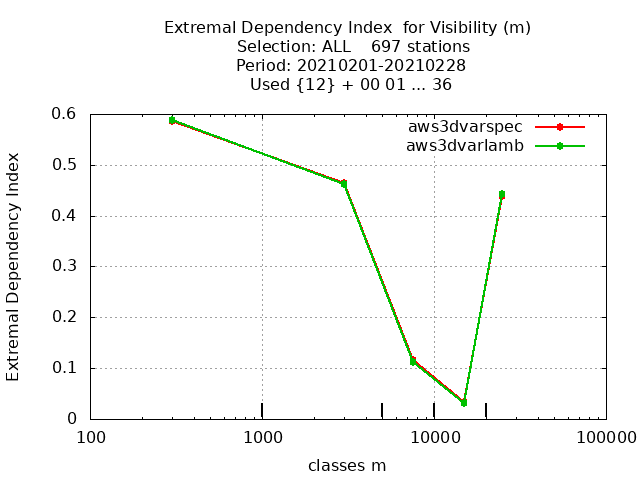 Extremal Dependency Index  for Visibility (m)
Selection: ALL    697 stations
Period: 20210201-20210228
Used {12} + 00 01 ... 36
aws3dvarspec
aws3dvarlamb
Extremal Dependency Index
0.6
0.5
0.4
0.3
0.2
0.1
0
100
1000
10000
100000
classes m